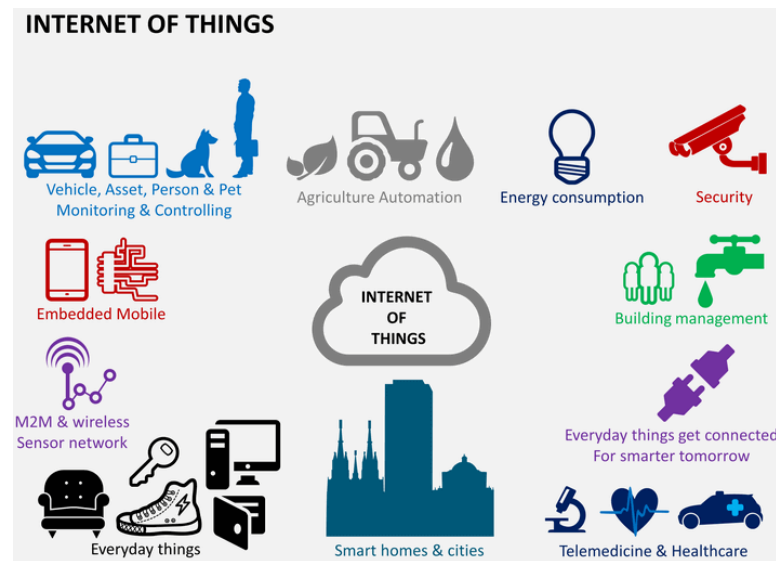 INTERNET OF THINGS
Vehicle, Asset, Person & Pet
Monitoring & Controlling
Agriculture Automation
Energy consumption
Security
Embedded Mobile
INTERNET
OF
THINGS
Building management
M2M & wireless
Sensor network
Everyday things get connected
For smarter tomorrow
Everyday things
Smart homes & cities
Telemedicine & Healthcare